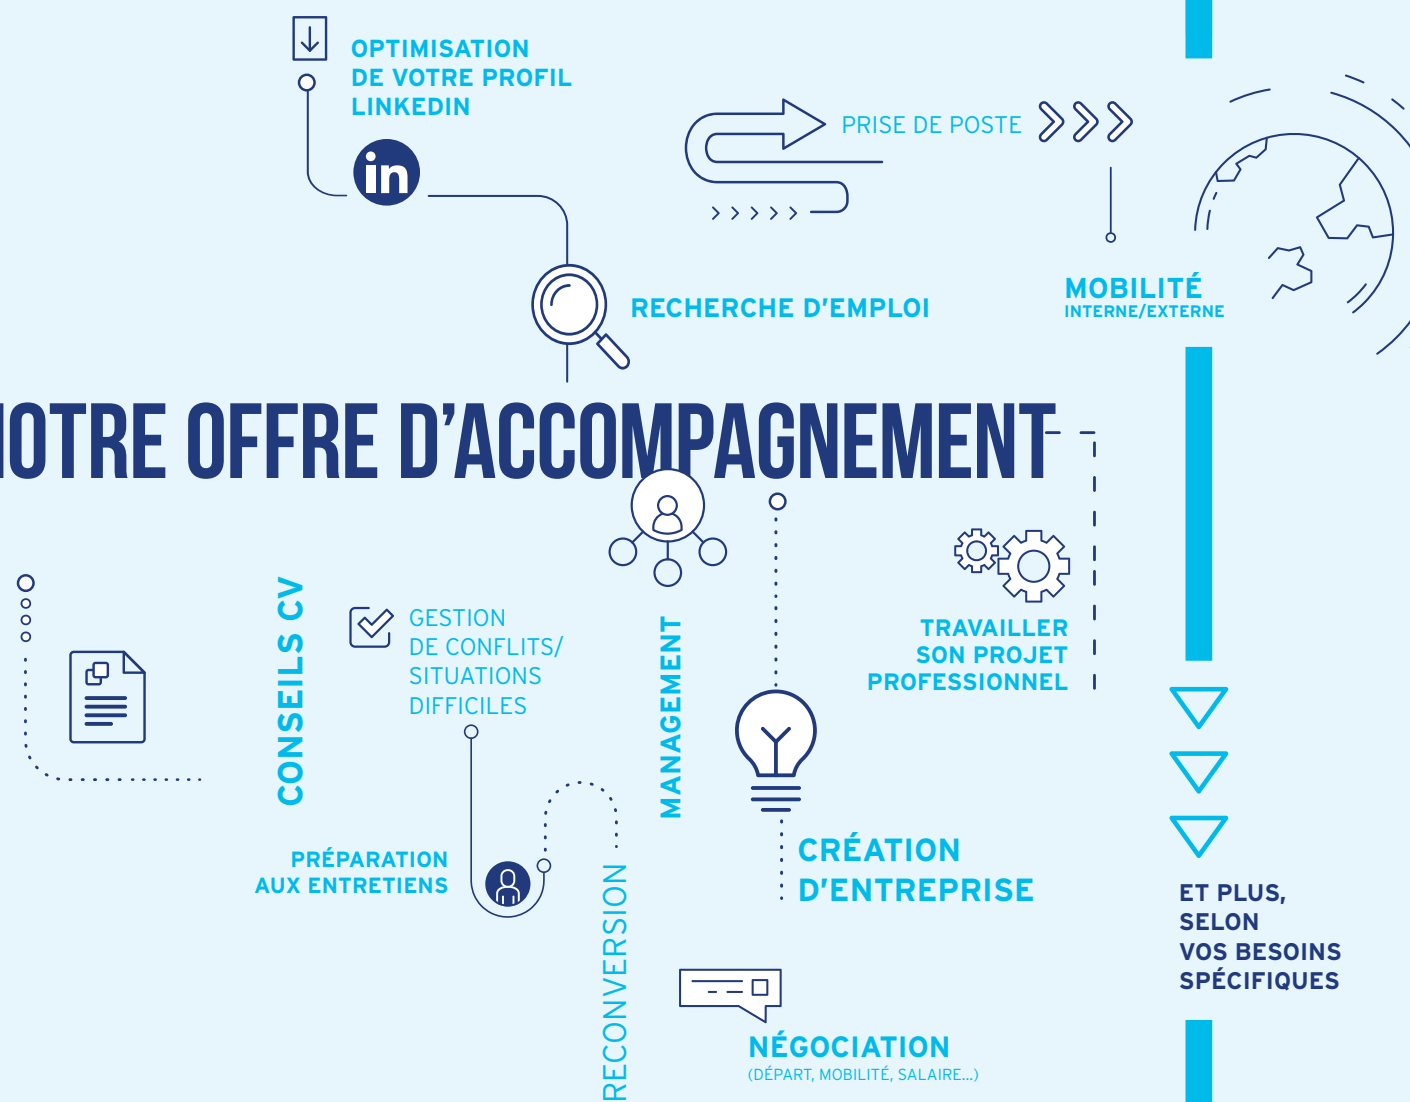 OPTIMISATION
DE VOTRE PROFIL
LINKEDIN
in
PRISE DE POSTE
RECHERCHE D'EMPLOI
MOBILITÉ
INTERNE/EXTERNE
NOTRE OFFRE D'ACCOMPAGNEMENT
CONSEILS CV
GESTION
DE CONFLITS/
SITUATIONS
DIFFICILES
MANAGEMENT
TRAVAILLER
SON PROJET
PROFESSIONNEL
PRÉPARATION
AUX ENTRETIENS
RECONVERSION
CRÉATION
D'ENTREPRISE
ET PLUS,
SELON
VOS BESOINS
SPÉCIFIQUES
NÉGOCIATION
(DÉPART, MOBILITÉ, SALAIRE...)